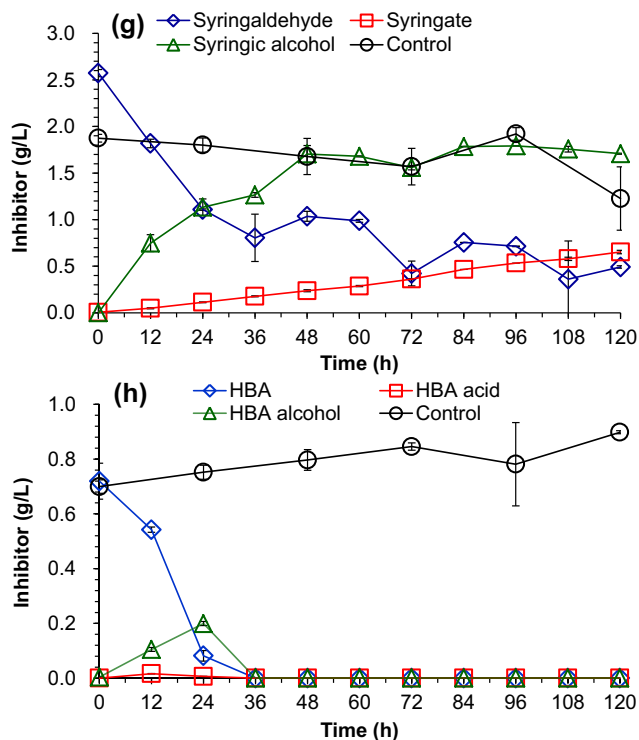 (g)
Syringaldehyde Syringate
Syringic alcohol Control
3.0
2.5
2.0
1.5
1.0
0.5
0.0
Inhibitor (g/L)
0 12 24 36 48 60 72 84 96 108 120
Time (h)
(h)
HBA HBA acid
HBA alcohol Control
1.0
0.8
0.6
0.4
0.2
0.0
Inhibitor (g/L)
0 12 24 36 48 60 72 84 96 108 120
Time (h)